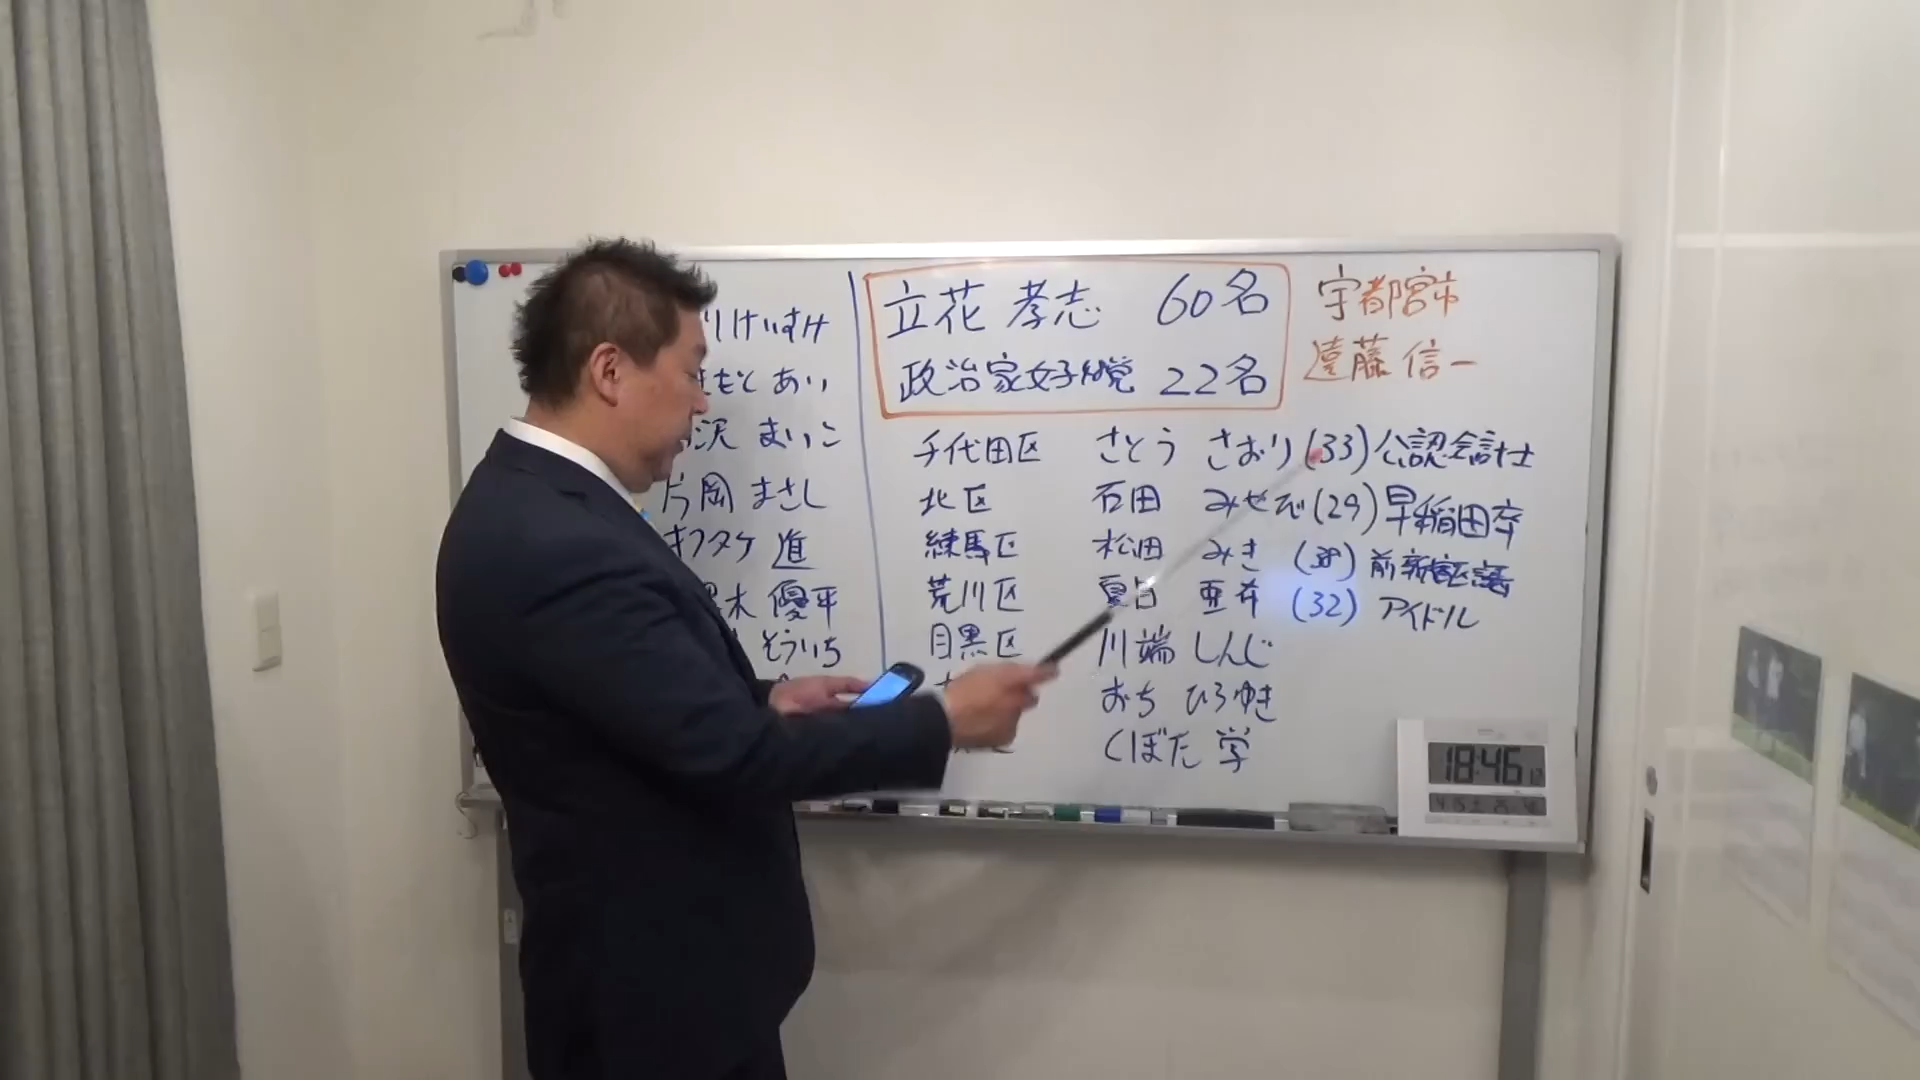 りけいすけ
きもと あい
沢 まいこ
片岡 まさし
オフタケ 進
黒木 優平
そういち
立花 孝志 60名
政治家女子48党 22名
宇都宮市
遠藤 信一
千代田区 さとう さおり (33) 公認会計士
北区 石田 みせび (29) 早稲田卒
練馬区 松田 みき (38) 前新宿区議
荒川区 夏目 亜希 (32) アイドル
目黒区 川端 しんじ
おち ひろゆき
くぼた 学
18:46